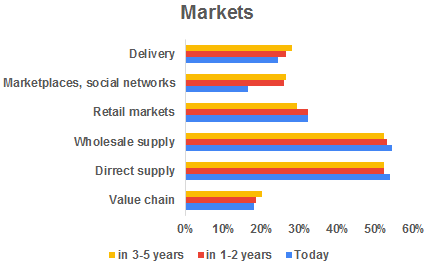 Markets
Delivery
Marketplaces, social networks
Retail markets
Wholesale supply
Dirrect supply
Value chain
0% 10% 20% 30% 40% 50% 60%
in 3-5 years in 1-2 years Today